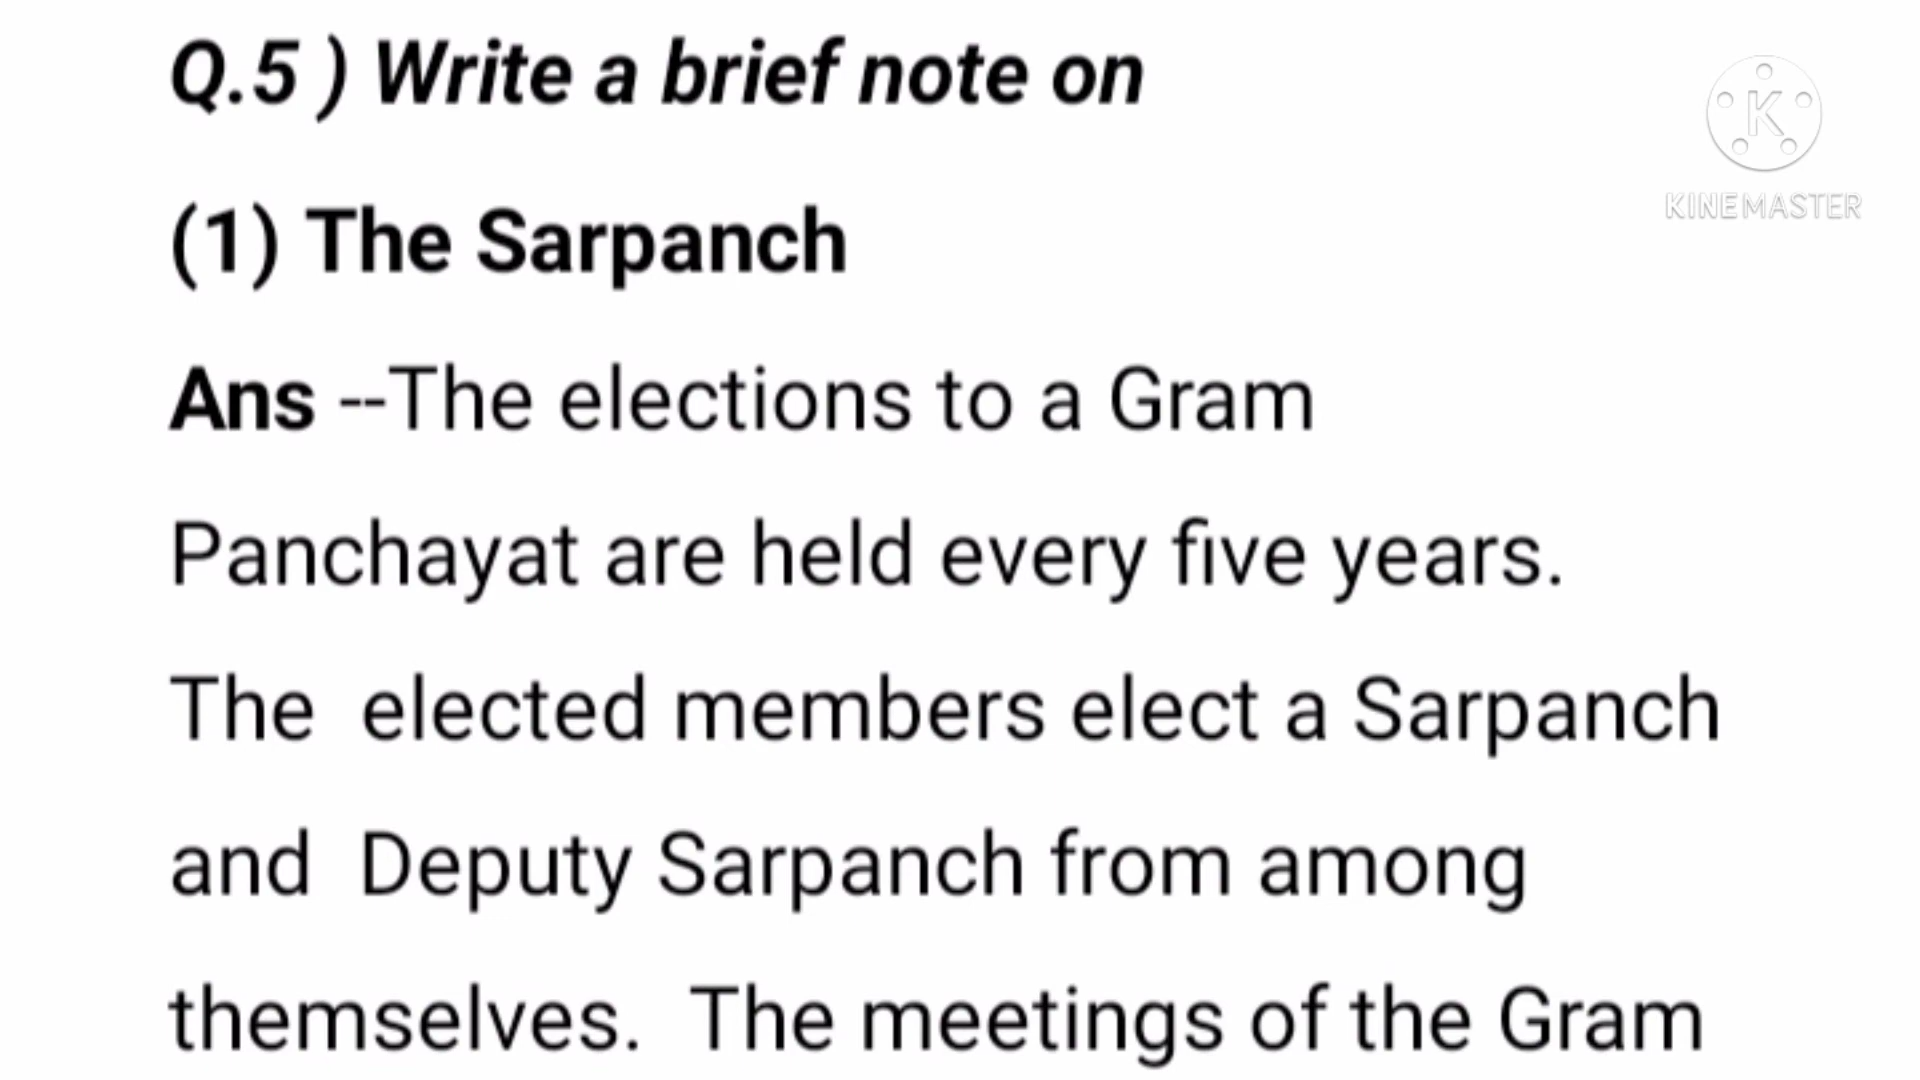 Q.5 ) Write a brief note on
KINEMASTER
(1) The Sarpanch
Ans --The elections to a Gram
Panchayat are held every five years.
The  elected members elect a Sarpanch
and  Deputy Sarpanch from among
themselves.  The meetings of the Gram